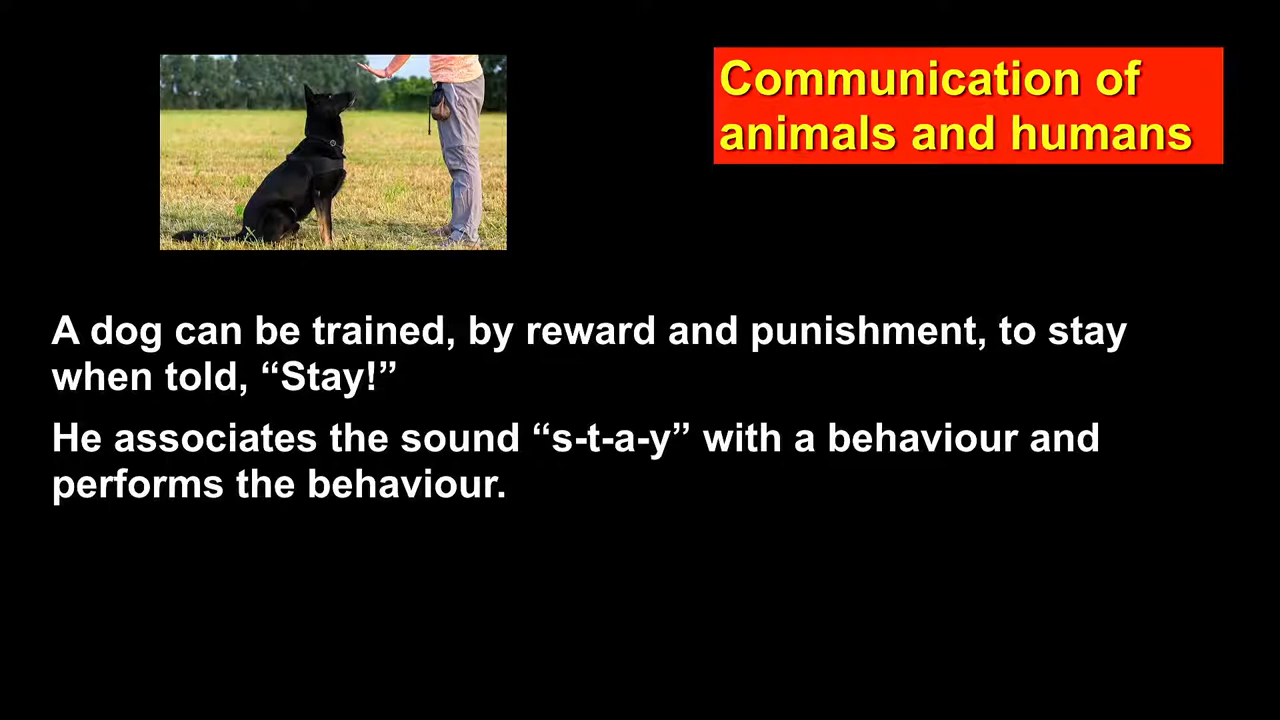 Communication of
animals and humans
A dog can be trained, by reward and punishment, to stay
when told, “Stay!”
He associates the sound “s-t-a-y” with a behaviour and
performs the behaviour.